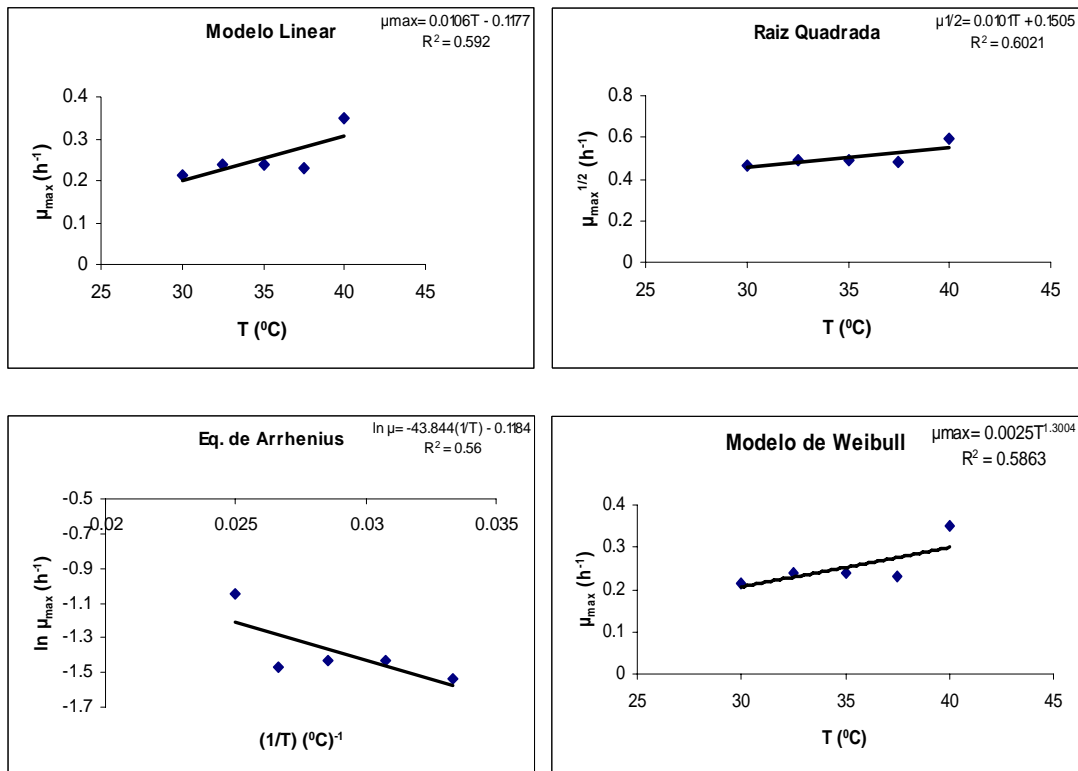 Modelo Linear
µmax= 0.0106T - 0.1177
R² = 0.592
0.4
0.3
0.2
0.1
0
25 30 35 40 45
µmax (h⁻¹)
T (⁰C)
Raiz Quadrada
µ1/2= 0.0101T + 0.1505
R² = 0.6021
0.8
0.6
0.4
0.2
0
25 30 35 40 45
µmax^1/2 (h⁻¹)
T (⁰C)
Eq. de Arrhenius
ln µ= -43.844(1/T) - 0.1184
R² = 0.56
-0.5
-0.7
-0.9
-1.1
-1.3
-1.5
-1.7
0.02 0.025 0.03 0.035
ln µmax (h⁻¹)
(1/T) (⁰C)⁻¹
Modelo de Weibull
µmax= 0.0025T^1.3004
R² = 0.5863
0.4
0.3
0.2
0.1
0
25 30 35 40 45
µmax (h⁻¹)
T (⁰C)